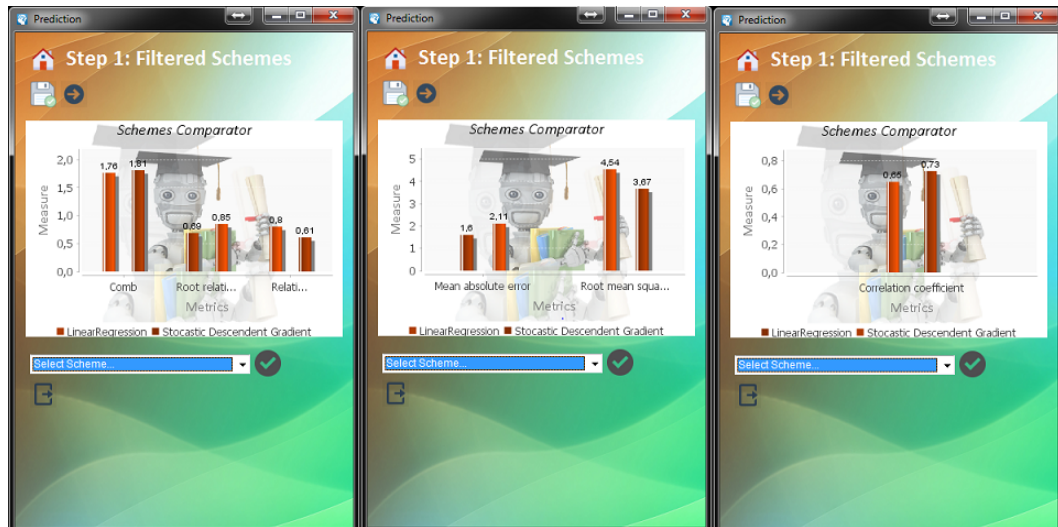 Prediction
Step 1: Filtered Schemes
Schemes Comparator
Measure
2,0
1,5
1,0
0,5
0,0
1,76
1,81
0,69
0,85
0,8
0,61
Comb
Root relati...
Relati...
Metrics
LinearRegression
Stocastic Descendent Gradient
Select Scheme...
Prediction
Step 1: Filtered Schemes
Schemes Comparator
Measure
5
4
3
2
1
0
1,6
2,11
4,54
3,67
Mean absolute error
Root mean squa...
Metrics
LinearRegression
Stocastic Descendent Gradient
Select Scheme...
Prediction
Step 1: Filtered Schemes
Schemes Comparator
Measure
0,8
0,6
0,4
0,2
0,0
0,65
0,73
Correlation coefficient
Metrics
LinearRegression
Stocastic Descendent Gradient
Select Scheme...